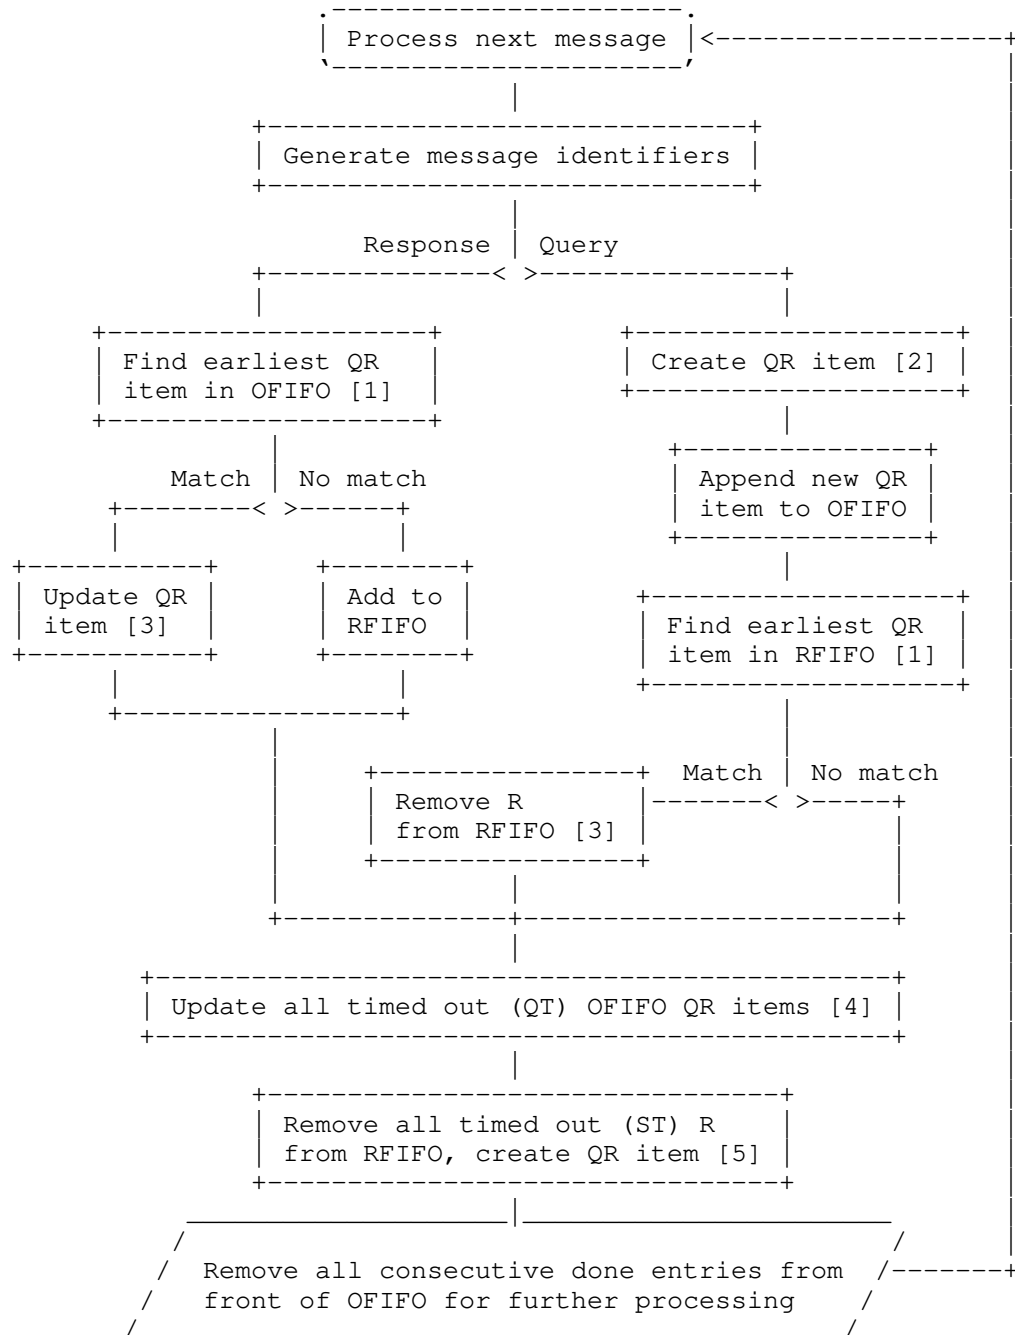 Process next message
Generate message identifiers
Response Query
Find earliest QR
item in OFIFO [1]
Create QR item [2]
Match No match
Append new QR
item to OFIFO
Update QR
item [3]
Add to
RFIFO
Find earliest QR
item in RFIFO [1]
Match No match
Remove R
from RFIFO [3]
Update all timed out (QT) OFIFO QR items [4]
Remove all timed out (ST) R
from RFIFO, create QR item [5]
Remove all consecutive done entries from
front of OFIFO for further processing